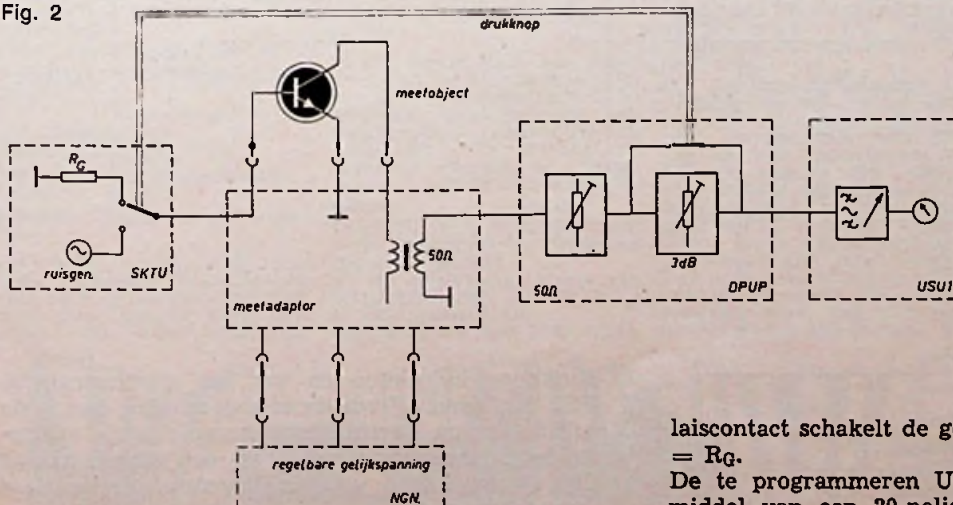 Fig. 2
drukknop
meetobject
R_G
ruisgen.
SKTU
meetadaptor
50Ω
50Ω
3dB
DPUP
USU1
regelbare gelijkspanning
NGN.
laiscontact schakelt de
= R_G.
De te programmeren
middel van een 20-polig